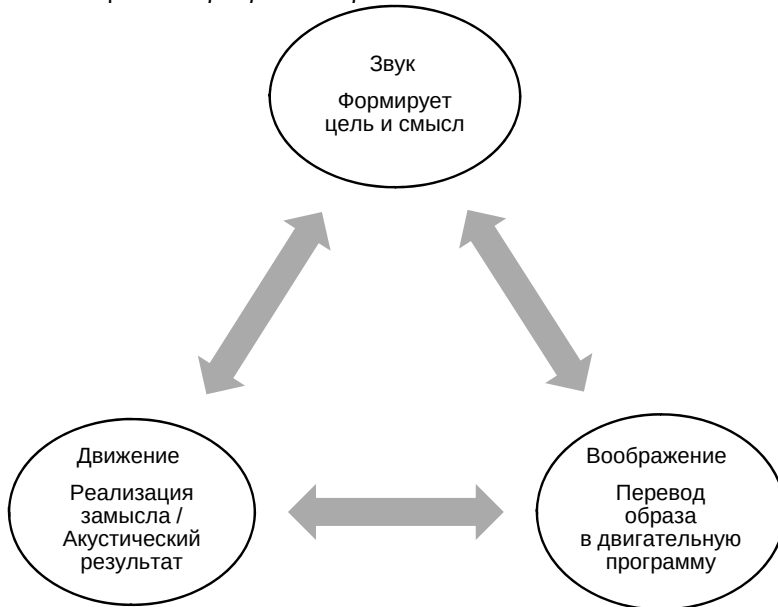 Звук
Формирует
цель и смысл
Движение
Реализация
замысла /
Акустический
результат
Воображение
Перевод
образа
в двигательную
программу